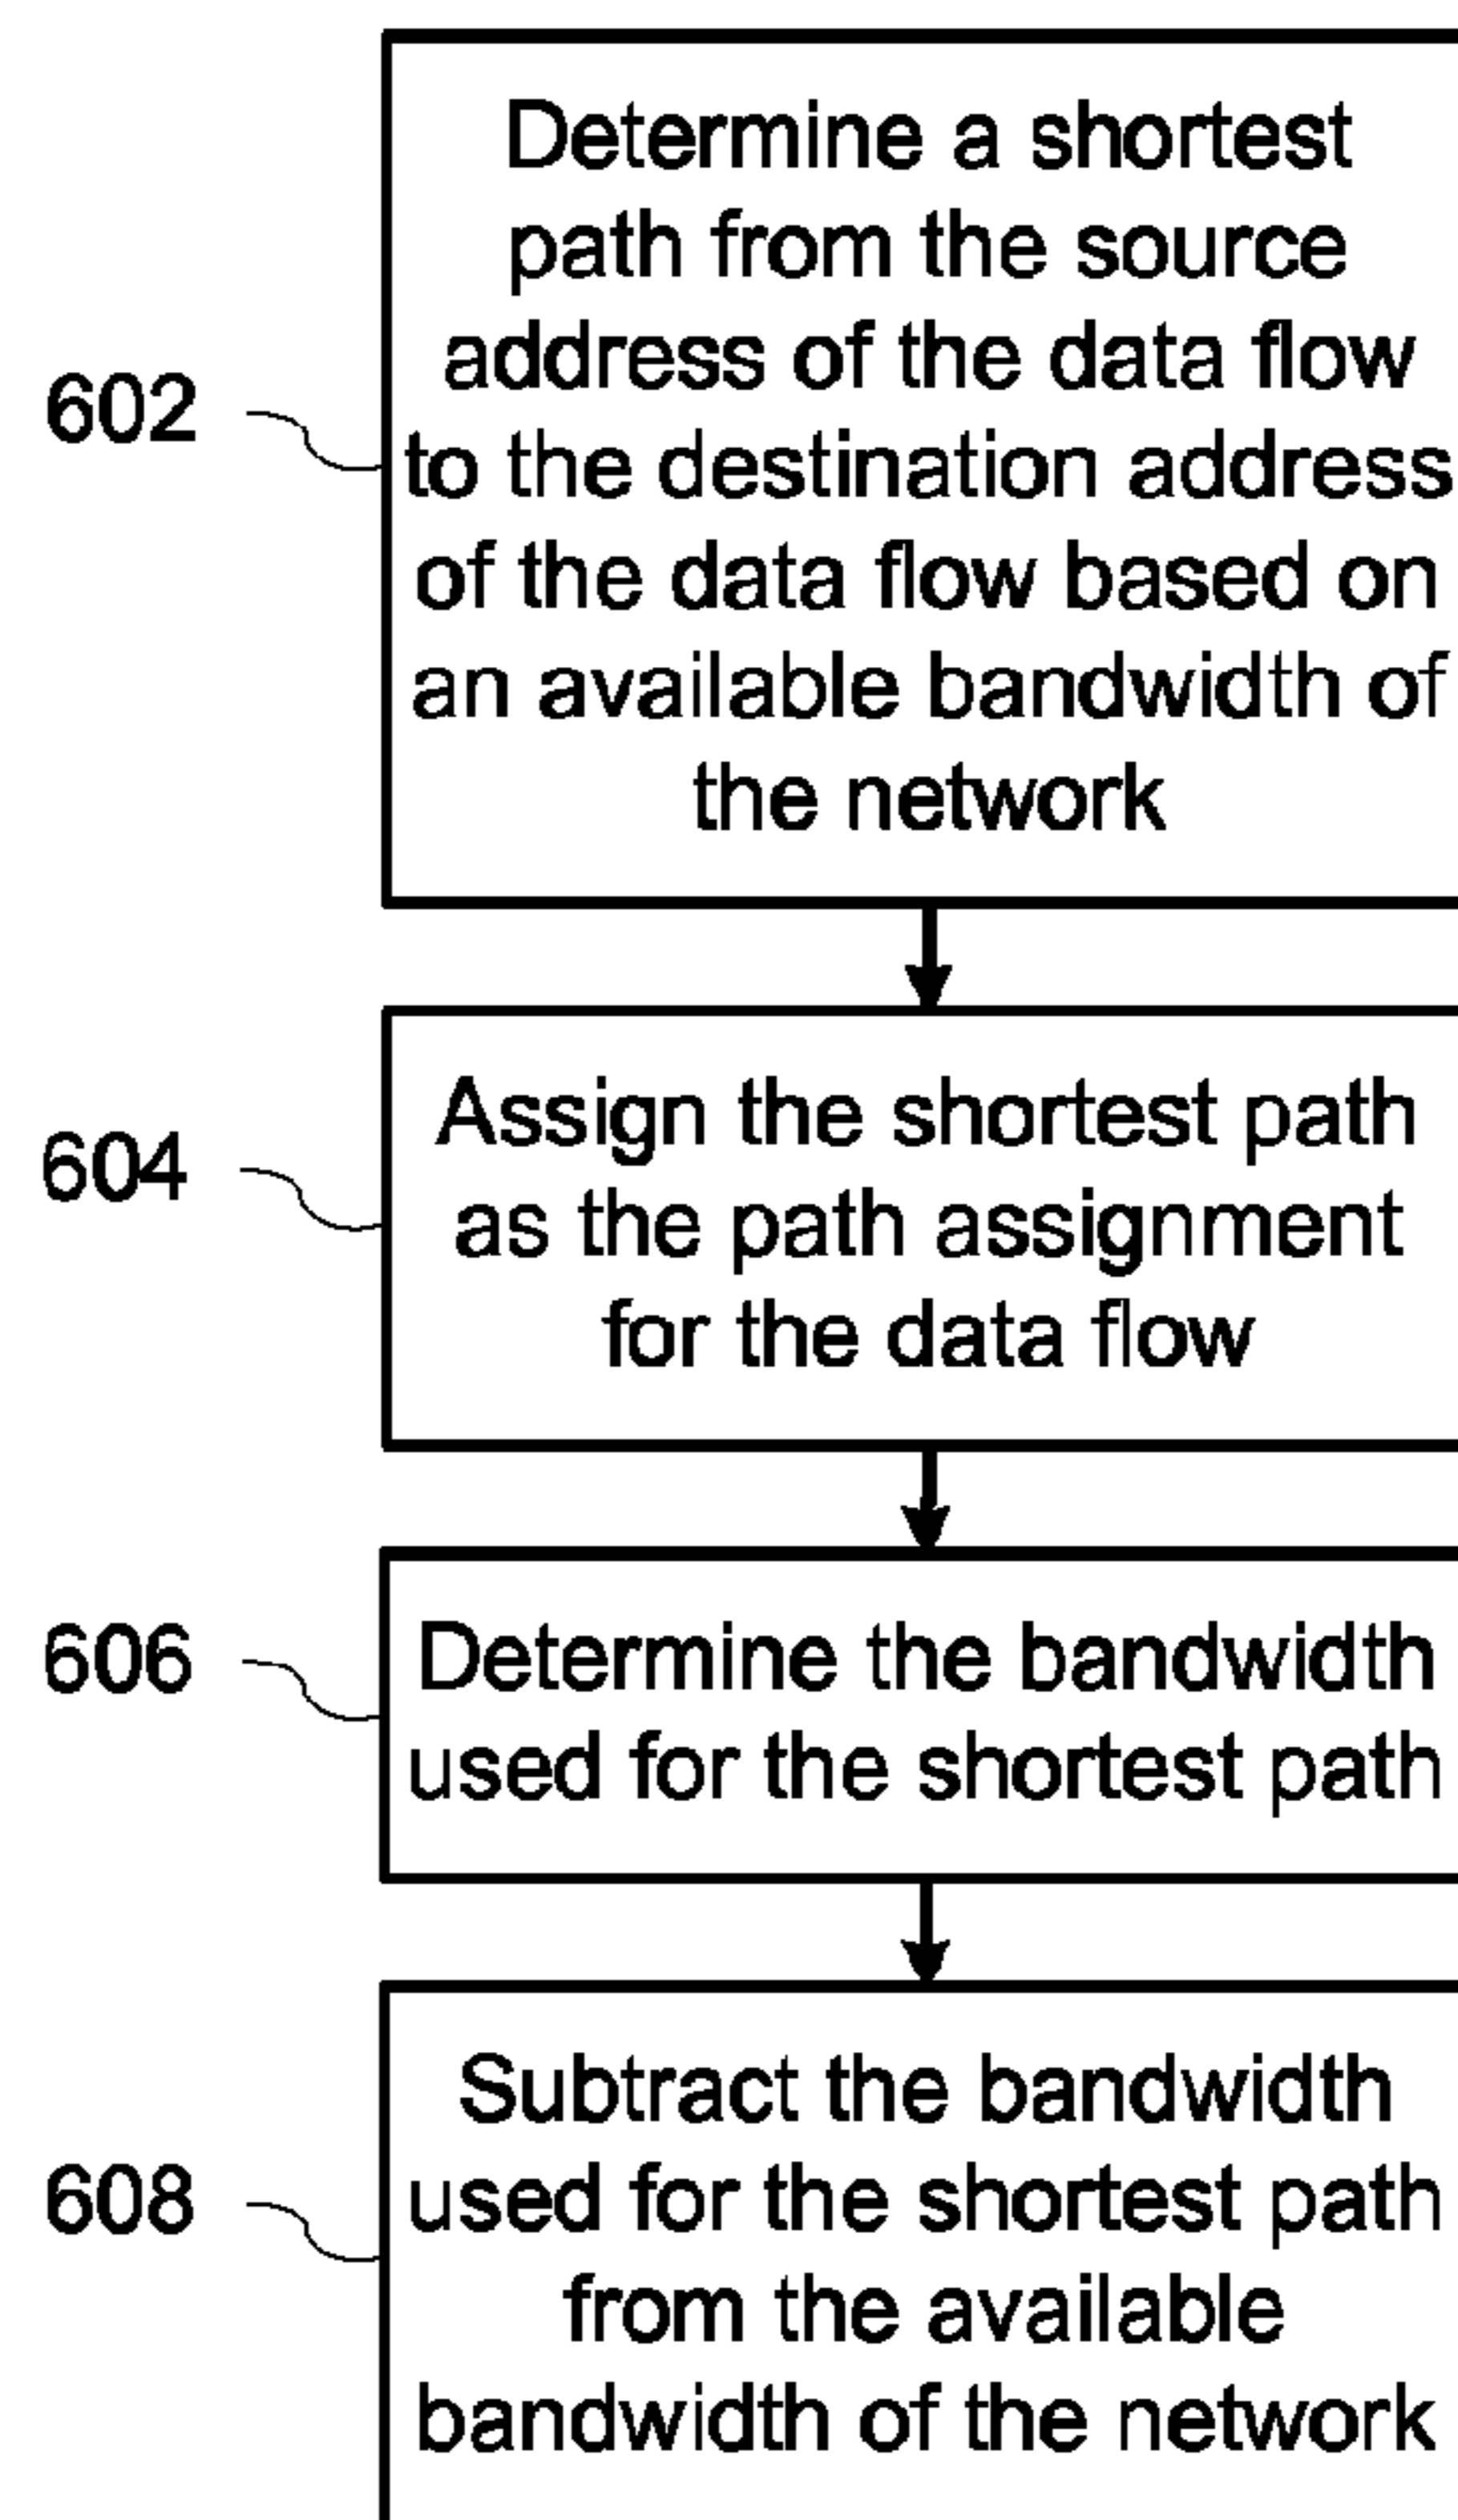 Determine a shortest
path from the source
address of the data flow
602
to the destination address
of the data flow based on
an available bandwidth of
the network
Assign the shortest path
604
as the path assignment
for the data flow
606
Determine the bandwidth
used for the shortest path
Subtract the bandwidth
608
used for the shortest path
from the available
bandwidth of the network